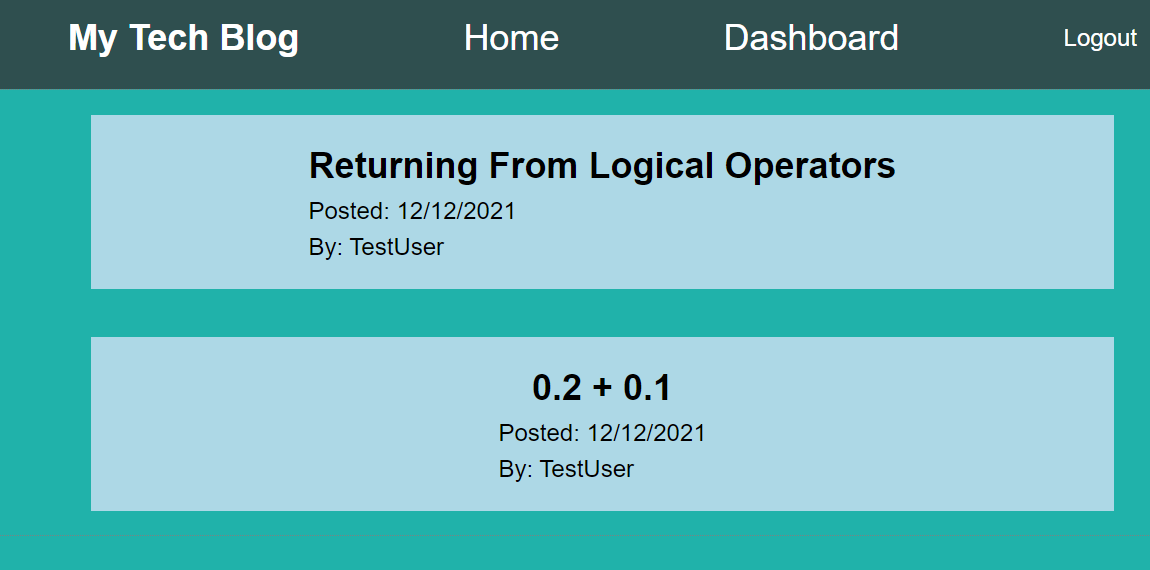 My Tech Blog Home Dashboard Logout
Returning From Logical Operators
Posted: 12/12/2021
By: TestUser
0.2 + 0.1
Posted: 12/12/2021
By: TestUser